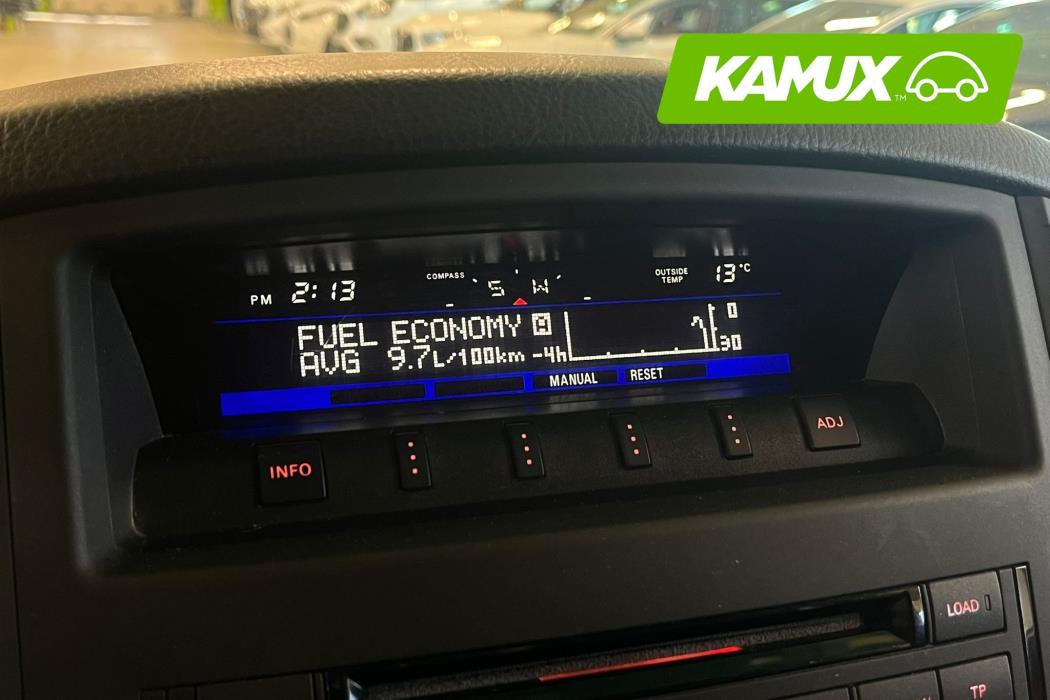 KAMUX™
PM 2:13
COMPASS
S W
OUTSIDE TEMP 13°C
FUEL ECONOMY B 0
AVG 9.7L/100km -4h 30
MANUAL RESET
INFO
ADJ
LOAD
TP